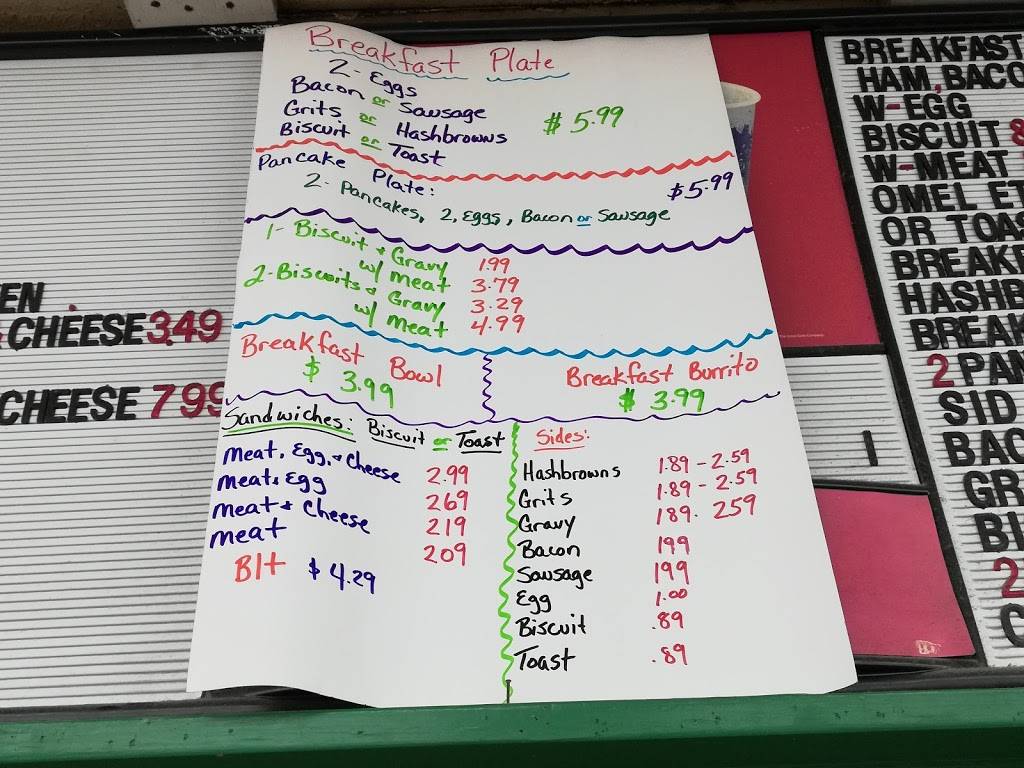 Breakfast Plate
2- Eggs
Bacon or Sausage
Grits or Hashbrowns $5.99
Biscuit or Toast
Pancake Plate: $5.99
2- Pancakes, 2, Eggs, Bacon or Sausage
1- Biscuit & Gravy 1.99
w/ meat 3.79
2- Biscuits & Gravy 3.29
w/ meat 4.99
Breakfast Bowl
$ 3.99
Breakfast Burrito
$ 3.99
Sandwiches: Biscuit or Toast
Meat, Egg, & Cheese 2.99
Meat & Egg 269
Meat & Cheese 219
Meat 209
Blt $4.29
Sides:
Hashbrowns 1.89 - 2.59
Grits 1.89 - 2.59
Gravy 189. 259
Bacon 199
Sausage 199
Egg 1.00
Biscuit .89
Toast .89
EN
CHEESE 349
CHEESE 799
BREAKFAST
HAM, BACO
W-EGG
BISCUIT &
W-MEAT
OMEL ET
OR TOAS
BREAKF
HASHB
BREAK
2 PAN
SID
BAC
GR
BI
2
C